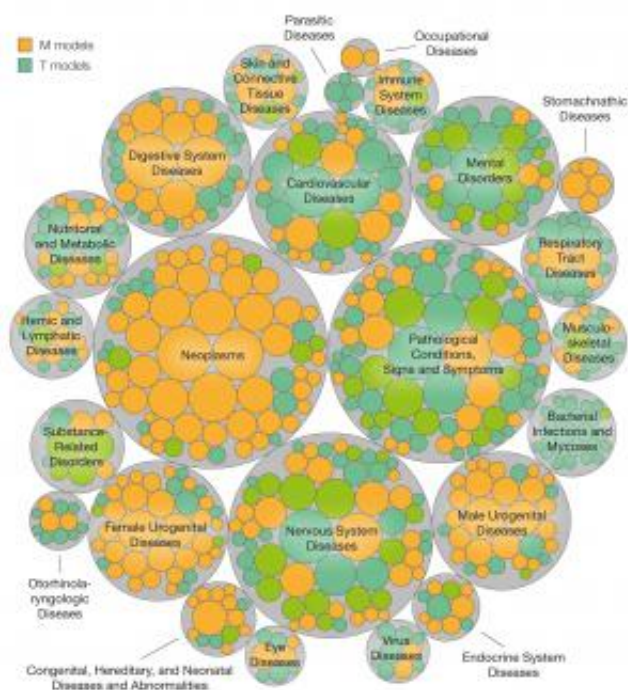 M models
T models
Parasitic
Diseases
Occupational
Diseases
Skin and
Connective
Tissue
Diseases
Immune
System
Diseases
Stomachnathic
Diseases
Digestive System
Diseases
Cardiovascular
Diseases
Mental
Disorders
Nutritonal
and Metabolic
Diseases
Respiratory
Tract
Diseases
Hemic and
Lymphatic
Diseases
Neoplasms
Pathological
Conditions,
Signs and Symptoms
Musculo-
skeletal
Diseases
Substance-
Related
Disorders
Bacterial
Infections and
Mycoses
Female Urogenital
Diseases
Nervous System
Diseases
Male Urogenital
Diseases
Otorhinola-
ryngologic
Diseases
Eye
Diseases
Virus
Diseases
Endocrine System
Diseases
Congenital, Hereditary, and Neonatal
Diseases and Abnormalities